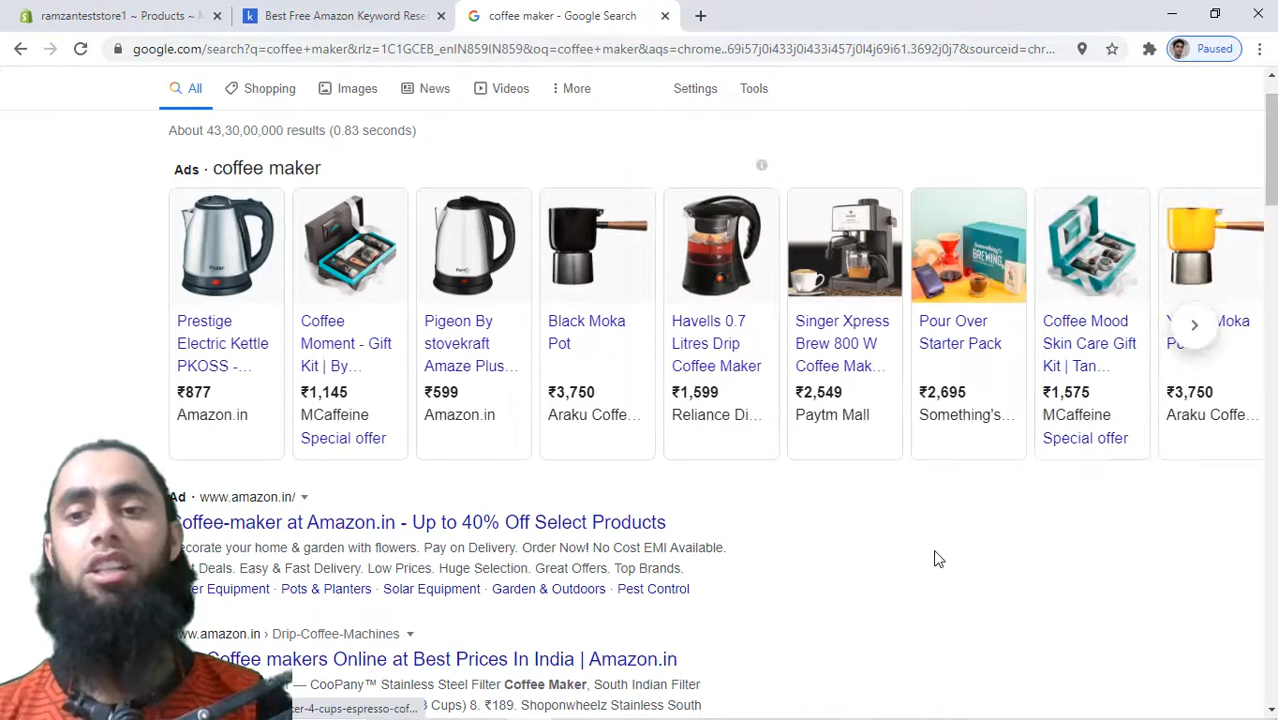 ramzanteststore1 ~ Products ~ N
Best Free Amazon Keyword Rese
coffee maker - Google Search
google.com/search?q=coffee+maker&rlz=1C1GCEB_enIN859IN859&oq=coffee+maker&aqs=chrome..69i57j0i433j0i433i457j0l4j69i61.3692j0j7&sourceid=chr...
Paused
All
Shopping
Images
News
Videos
More
Settings
Tools
About 43,30,00,000 results (0.83 seconds)
Ads · coffee maker
Prestige
Electric Kettle
PKOSS -...
₹877
Amazon.in
Coffee
Moment - Gift
Kit | By...
₹1,145
MCaffeine
Special offer
Pigeon By
stovekraft
Amaze Plus...
₹599
Amazon.in
Black Moka
Pot
₹3,750
Araku Coffe...
Havells 0.7
Litres Drip
Coffee Maker
₹1,599
Reliance Di...
Singer Xpress
Brew 800 W
Coffee Mak...
₹2,549
Paytm Mall
Pour Over
Starter Pack
₹2,695
Something's...
Coffee Mood
Skin Care Gift
Kit | Tan...
₹1,575
MCaffeine
Special offer
Moka
₹3,750
Araku Coffe...
Ad · www.amazon.in/
Coffee-maker at Amazon.in - Up to 40% Off Select Products
Decorate your home & garden with flowers. Pay on Delivery. Order Now! No Cost EMI Available.
Deals. Easy & Fast Delivery. Low Prices. Huge Selection. Great Offers. Top Brands.
Equipment · Pots & Planters · Solar Equipment · Garden & Outdoors · Pest Control
www.amazon.in › Drip-Coffee-Machines
Coffee makers Online at Best Prices In India | Amazon.in
— CooPany™ Stainless Steel Filter Coffee Maker, South Indian Filter
Cups) 8. ₹189. Shoponwheelz Stainless South
ter-4-cups-espresso-cof...